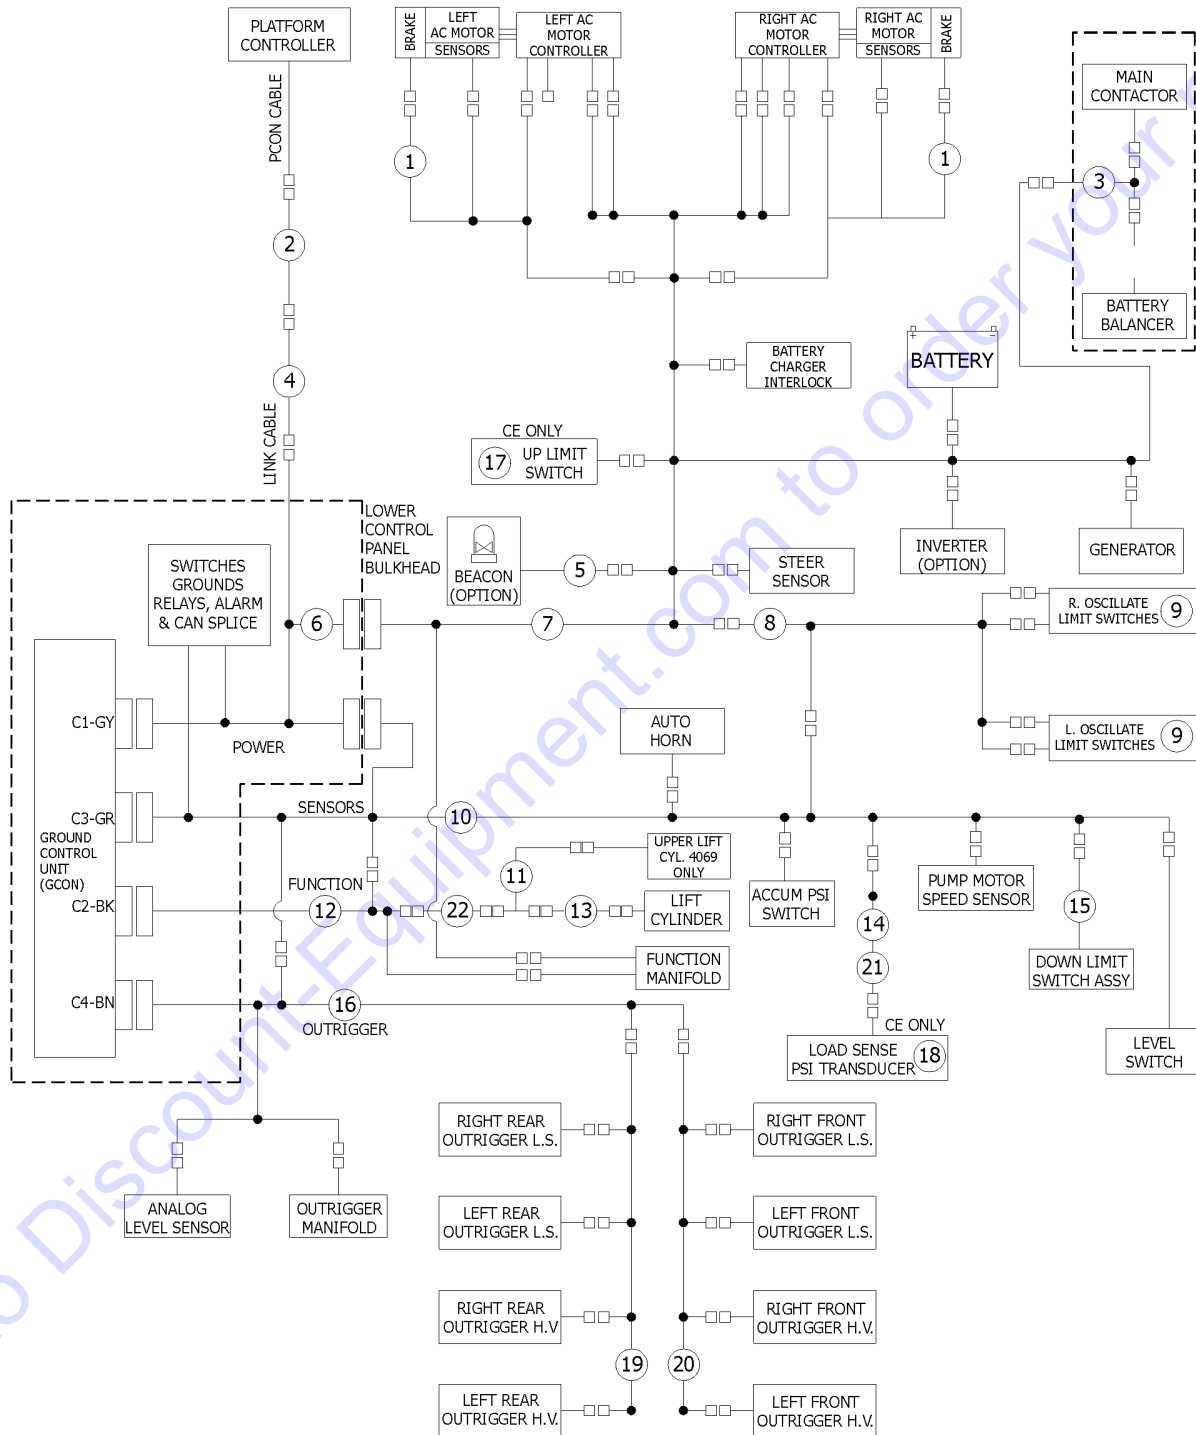 PLATFORM
CONTROLLER
PCON CABLE
BRAKE
LEFT
AC MOTOR
SENSORS
LEFT AC
MOTOR
CONTROLLER
RIGHT AC
MOTOR
CONTROLLER
RIGHT AC
MOTOR
SENSORS
BRAKE
MAIN
CONTACTOR
1
1
3
2
BATTERY
BALANCER
4
LINK CABLE
BATTERY
CHARGER
INTERLOCK
+ -
BATTERY
CE ONLY
17 UP LIMIT
SWITCH
LOWER
CONTROL
PANEL
BULKHEAD
SWITCHES
GROUNDS
RELAYS, ALARM
& CAN SPLICE
BEACON
(OPTION)
5
STEER
SENSOR
INVERTER
(OPTION)
GENERATOR
6
7
8
R. OSCILLATE
LIMIT SWITCHES 9
C1-GY
POWER
AUTO
HORN
L. OSCILLATE
LIMIT SWITCHES 9
C3-GR
SENSORS
10
GROUND
CONTROL
UNIT
(GCON)
UPPER LIFT
CYL. 4069
ONLY
11
C2-BK
FUNCTION
12
22
13
LIFT
CYLINDER
ACCUM PSI
SWITCH
14
PUMP MOTOR
SPEED SENSOR
15
FUNCTION
MANIFOLD
21
DOWN LIMIT
SWITCH ASSY
C4-BN
16
OUTRIGGER
CE ONLY
LOAD SENSE
PSI TRANSDUCER 18
LEVEL
SWITCH
RIGHT REAR
OUTRIGGER L.S.
RIGHT FRONT
OUTRIGGER L.S.
ANALOG
LEVEL SENSOR
OUTRIGGER
MANIFOLD
LEFT REAR
OUTRIGGER L.S.
LEFT FRONT
OUTRIGGER L.S.
RIGHT REAR
OUTRIGGER H.V
RIGHT FRONT
OUTRIGGER H.V.
19
20
LEFT REAR
OUTRIGGER H.V.
LEFT FRONT
OUTRIGGER H.V.
o Discount-Equipment.com to order your